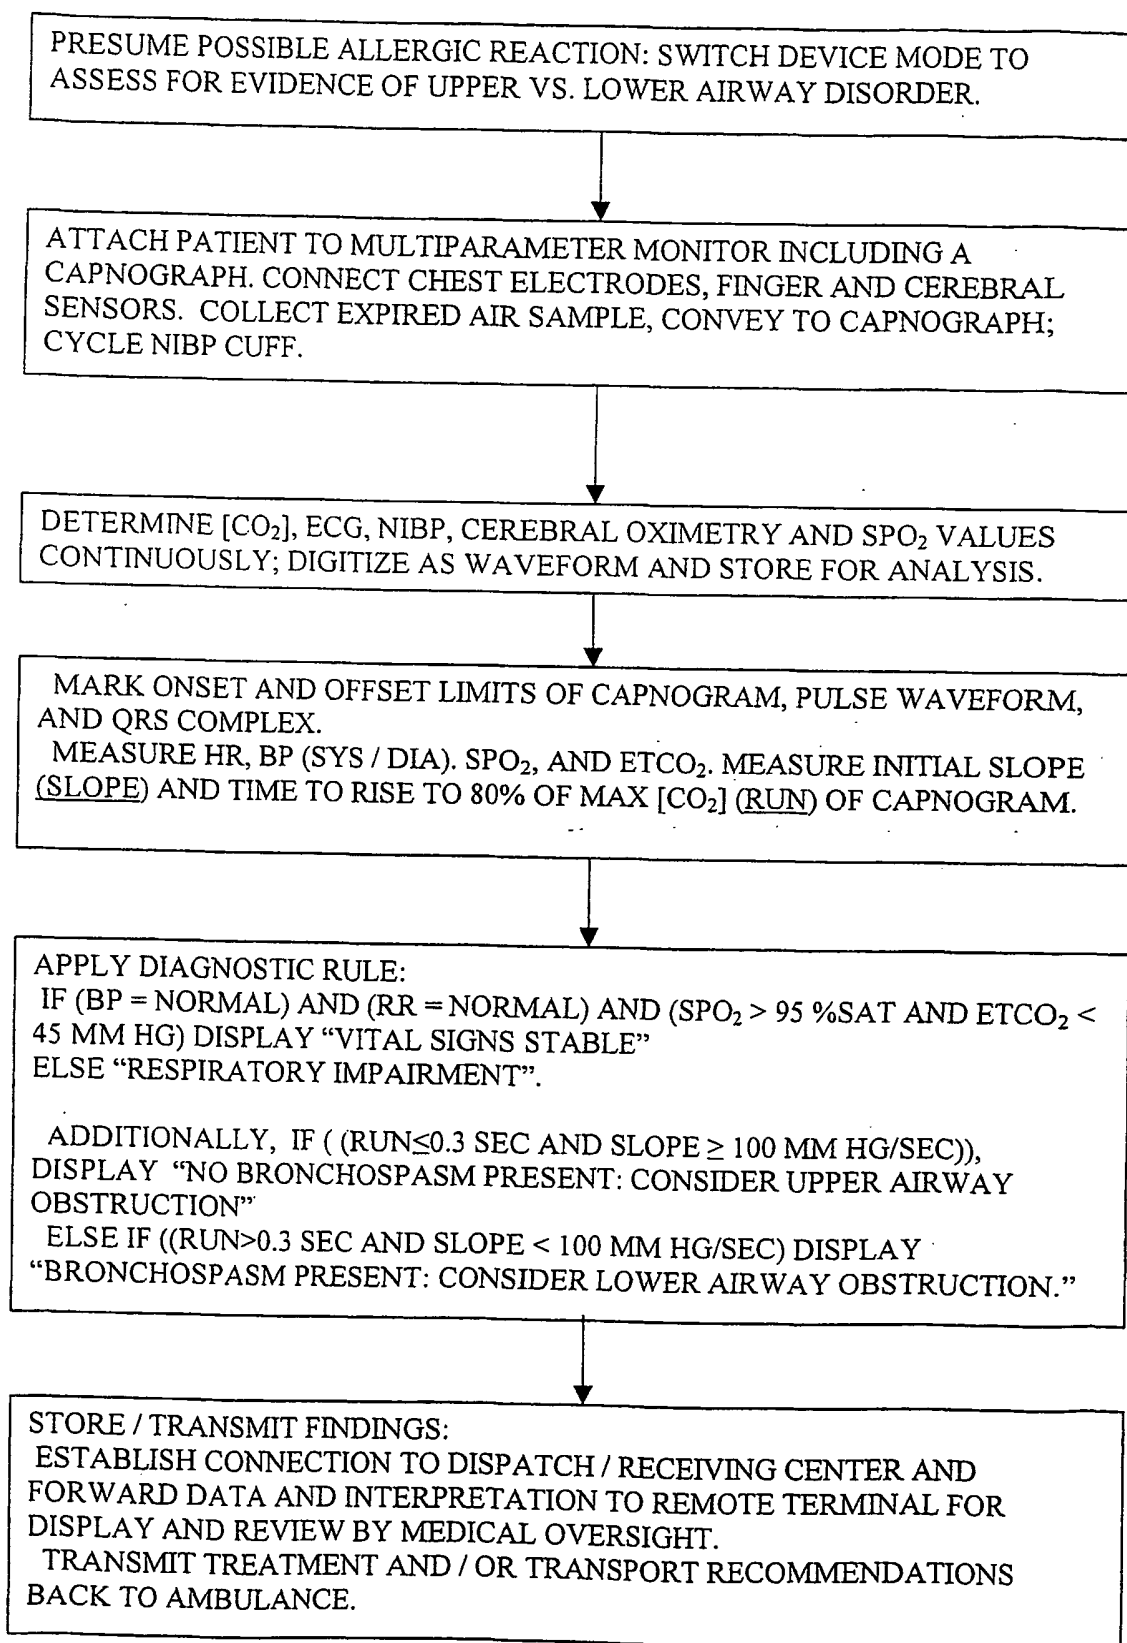 PRESUME POSSIBLE ALLERGIC REACTION: SWITCH DEVICE MODE TO
ASSESS FOR EVIDENCE OF UPPER VS. LOWER AIRWAY DISORDER.
ATTACH PATIENT TO MULTIPARAMETER MONITOR INCLUDING A
CAPNOGRAPH. CONNECT CHEST ELECTRODES, FINGER AND CEREBRAL
SENSORS. COLLECT EXPIRED AIR SAMPLE, CONVEY TO CAPNOGRAPH;
CYCLE NIBP CUFF.
DETERMINE [CO₂], ECG, NIBP, CEREBRAL OXIMETRY AND SPO₂ VALUES
CONTINUOUSLY; DIGITIZE AS WAVEFORM AND STORE FOR ANALYSIS.
MARK ONSET AND OFFSET LIMITS OF CAPNOGRAM, PULSE WAVEFORM,
AND QRS COMPLEX.
MEASURE HR, BP (SYS / DIA). SPO₂, AND ETCO₂. MEASURE INITIAL SLOPE
(SLOPE) AND TIME TO RISE TO 80% OF MAX [CO₂] (RUN) OF CAPNOGRAM.
APPLY DIAGNOSTIC RULE:
IF (BP = NORMAL) AND (RR = NORMAL) AND (SPO₂ > 95 %SAT AND ETCO₂ <
45 MM HG) DISPLAY “VITAL SIGNS STABLE”
ELSE “RESPIRATORY IMPAIRMENT”.
ADDITIONALLY, IF ( (RUN≤0.3 SEC AND SLOPE ≥ 100 MM HG/SEC)),
DISPLAY “NO BRONCHOSPASM PRESENT: CONSIDER UPPER AIRWAY
OBSTRUCTION”
ELSE IF ((RUN>0.3 SEC AND SLOPE < 100 MM HG/SEC) DISPLAY
“BRONCHOSPASM PRESENT: CONSIDER LOWER AIRWAY OBSTRUCTION.”
STORE / TRANSMIT FINDINGS:
ESTABLISH CONNECTION TO DISPATCH / RECEIVING CENTER AND
FORWARD DATA AND INTERPRETATION TO REMOTE TERMINAL FOR
DISPLAY AND REVIEW BY MEDICAL OVERSIGHT.
TRANSMIT TREATMENT AND / OR TRANSPORT RECOMMENDATIONS
BACK TO AMBULANCE.